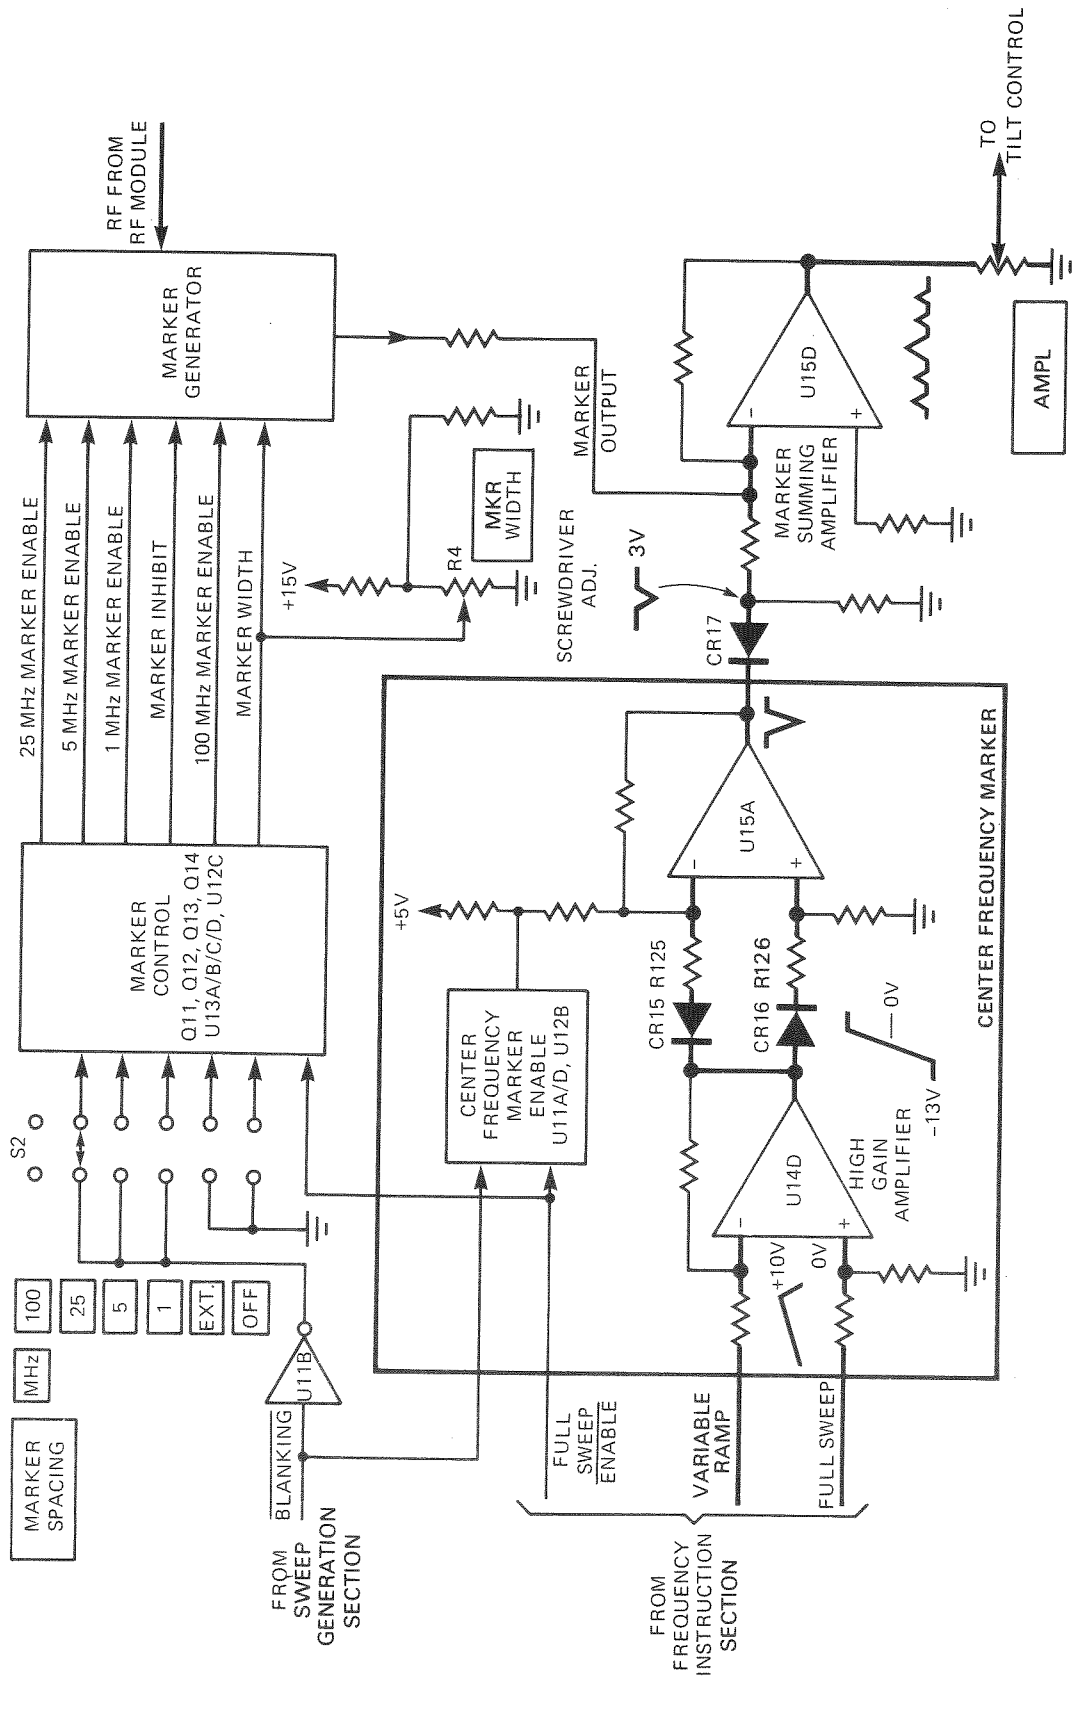 MARKER
SPACING
MHz
100
25
5
1
EXT.
OFF
S2
MARKER
CONTROL
Q11, Q12, Q13, Q14
U13A/B/C/D, U12C
25 MHz MARKER ENABLE
5 MHz MARKER ENABLE
1 MHz MARKER ENABLE
MARKER INHIBIT
100 MHz MARKER ENABLE
MARKER WIDTH
MARKER
GENERATOR
RF FROM
RF MODULE
FROM
SWEEP
GENERATION
SECTION
BLANKING
U11B
+15V
R4
MKR
WIDTH
SCREWDRIVER
ADJ.
MARKER
OUTPUT
FULL
SWEEP
ENABLE
CENTER
FREQUENCY
MARKER
ENABLE
U11A/D, U12B
+5V
FROM
FREQUENCY
INSTRUCTION
SECTION
VARIABLE
RAMP
FULL SWEEP
+10V
0V
-
+
U14D
HIGH
GAIN
AMPLIFIER
CR15 R125
CR16 R126
0V
-13V
-
+
U15A
CENTER FREQUENCY MARKER
CR17
3V
MARKER
SUMMING
AMPLIFIER
-
+
U15D
AMPL
TO
TILT CONTROL